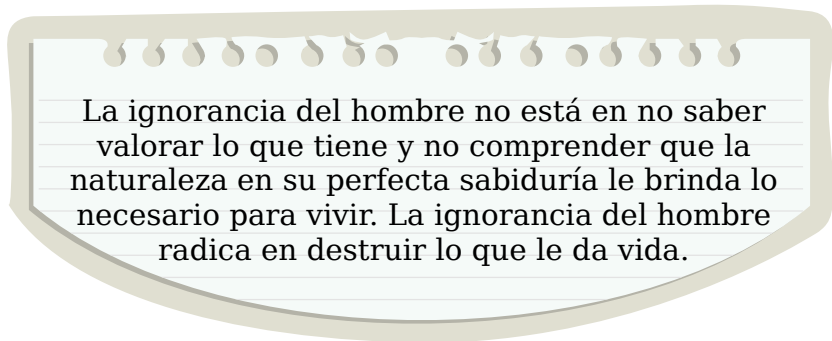 La ignorancia del hombre no está en no saber
valorar lo que tiene y no comprender que la
naturaleza en su perfecta sabiduría le brinda lo
necesario para vivir. La ignorancia del hombre
radica en destruir lo que le da vida.